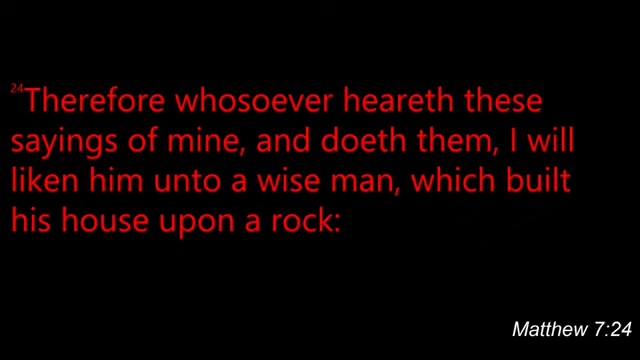 24Therefore whosoever heareth these
sayings of mine, and doeth them, I will
liken him unto a wise man, which built
his house upon a rock:
Matthew 7:24